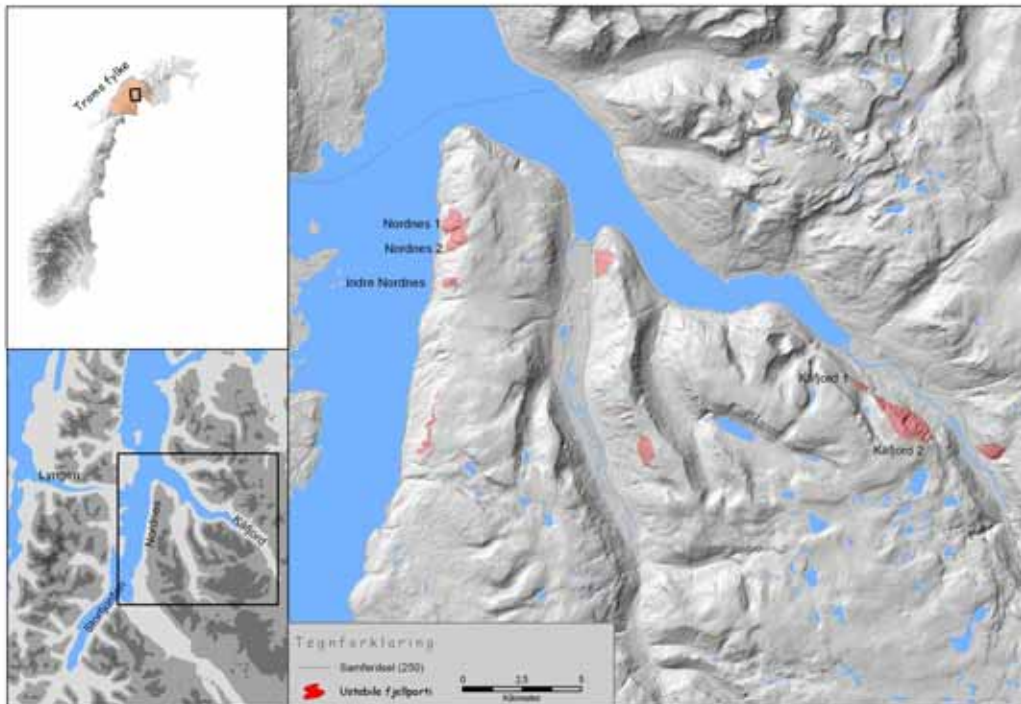 Troms fylke
Nordnes 1
Nordnes 2
Indre Nordnes
Kåfjord 1
Kåfjord 2
Lyngen
Nordnes
Kåfjord
Storfjorden
Tegnforklaring
Samferdsel (250)
Ustabile fjellparti
0 2.5 5
Kilometer